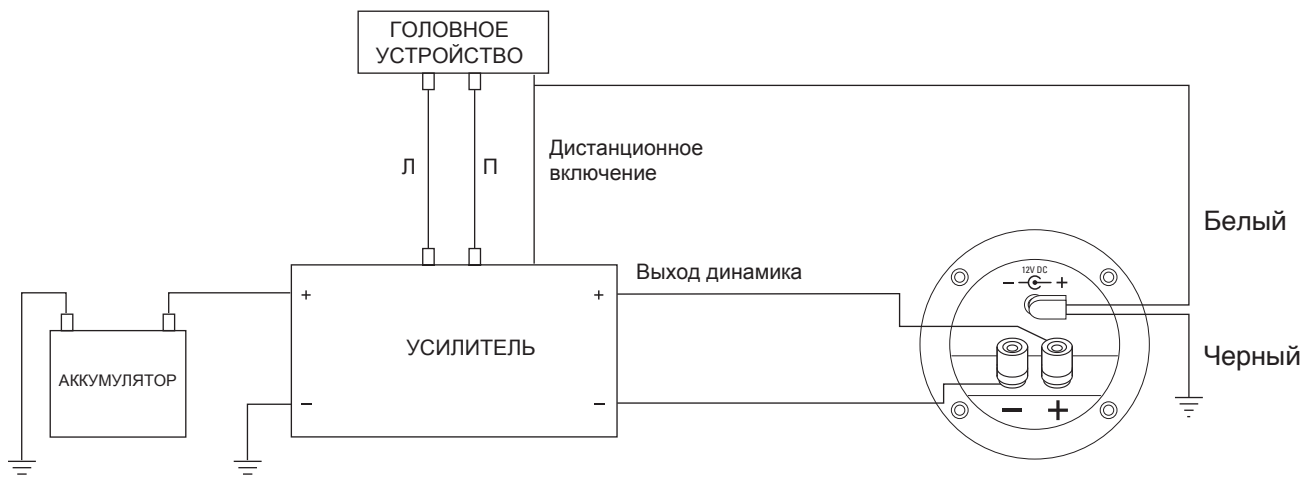 ГОЛОВНОЕ
УСТРОЙСТВО
Л
П
Дистанционное
включение
Белый
Выход динамика
12V DC
− +
+
+
УСИЛИТЕЛЬ
АККУМУЛЯТОР
Черный
−
−
− +